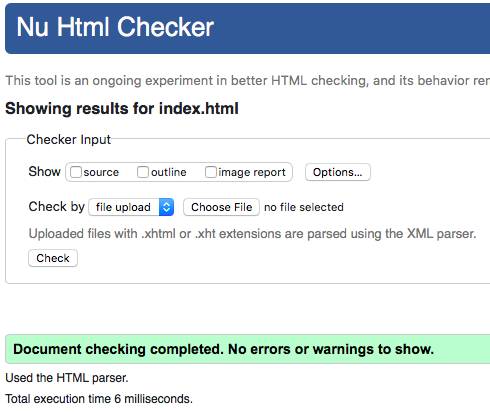 Nu Html Checker
This tool is an ongoing experiment in better HTML checking, and its behavior
Showing results for index.html
Checker Input
Show source outline image report Options...
Check by file upload Choose File no file selected
Uploaded files with .xhtml or .xht extensions are parsed using the XML parser.
Check
Document checking completed. No errors or warnings to show.
Used the HTML parser.
Total execution time 6 milliseconds.